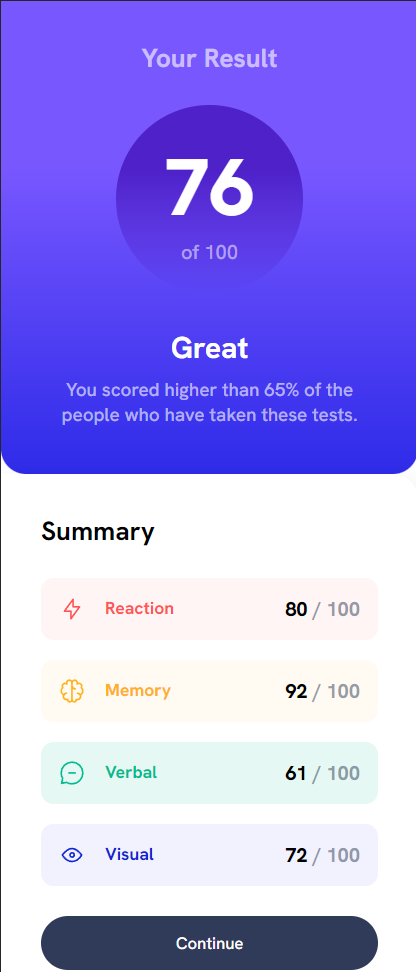 Your Result
76
of 100
Great
You scored higher than 65% of the
people who have taken these tests.
Summary
Reaction 80 / 100
Memory 92 / 100
Verbal 61 / 100
Visual 72 / 100
Continue